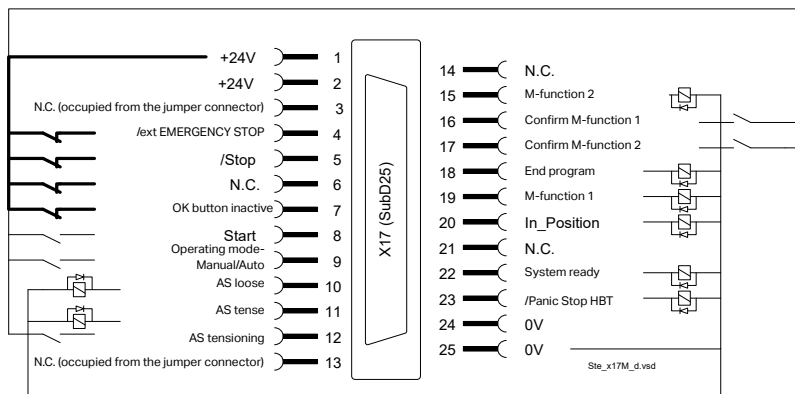 +24V 1
+24V 2
N.C. (occupied from the jumper connector) 3
/ext EMERGENCY STOP 4
/Stop 5
N.C. 6
OK button inactive 7
Start 8
Operating mode-
Manual/Auto 9
AS loose 10
AS tense 11
AS tensioning 12
N.C. (occupied from the jumper connector) 13
X17 (SubD25)
14 N.C.
15 M-function 2
16 Confirm M-function 1
17 Confirm M-function 2
18 End program
19 M-function 1
20 In_Position
21 N.C.
22 System ready
23 /Panic Stop HBT
24 0V
25 0V
Ste_x17M_d.vsd